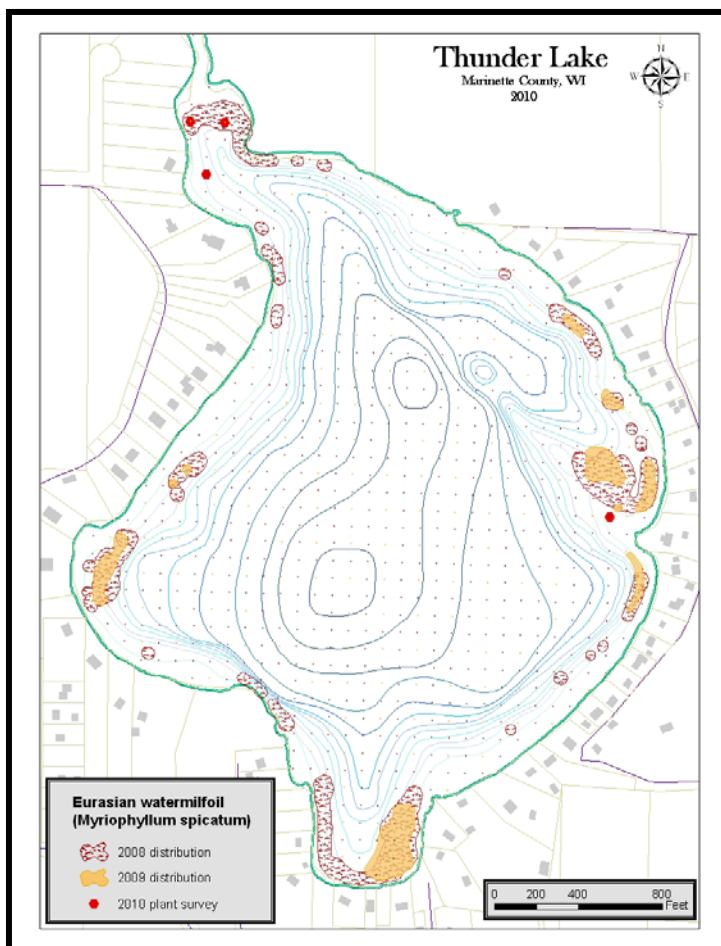 Thunder Lake
Marinette County, WI
2010
N
W E
S
Eurasian watermilfoil
(Myriophyllum spicatum)
2008 distribution
2009 distribution
2010 plant survey
0 200 400 800
Feet